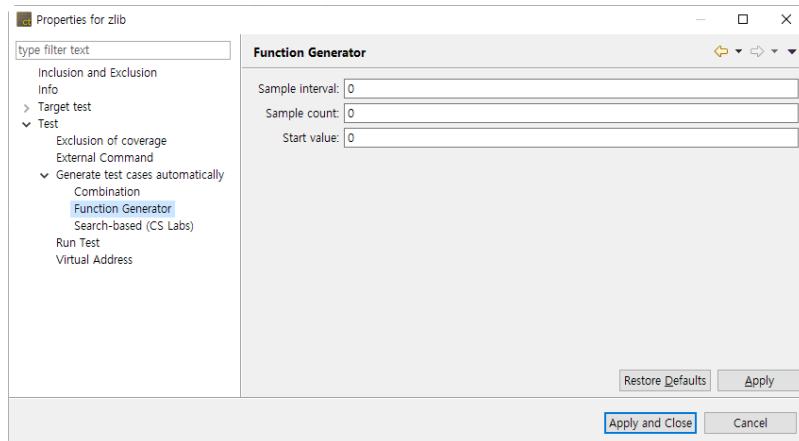 Properties for zlib
type filter text
Inclusion and Exclusion
Info
Target test
Test
Exclusion of coverage
External Command
Generate test cases automatically
Combination
Function Generator
Search-based (CS Labs)
Run Test
Virtual Address
Function Generator
Sample interval: 0
Sample count: 0
Start value: 0
Restore Defaults Apply
Apply and Close Cancel